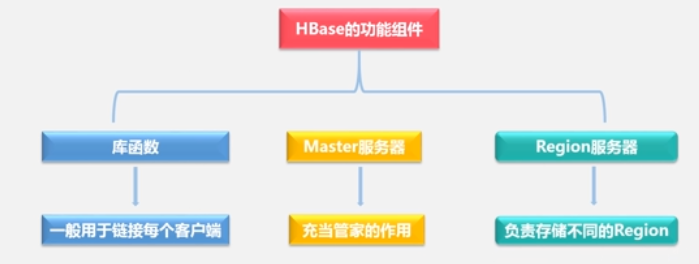 HBase的功能组件
库函数
Master服务器
Region服务器
一般用于链接每个客户端
充当管家的作用
负责存储不同的Region